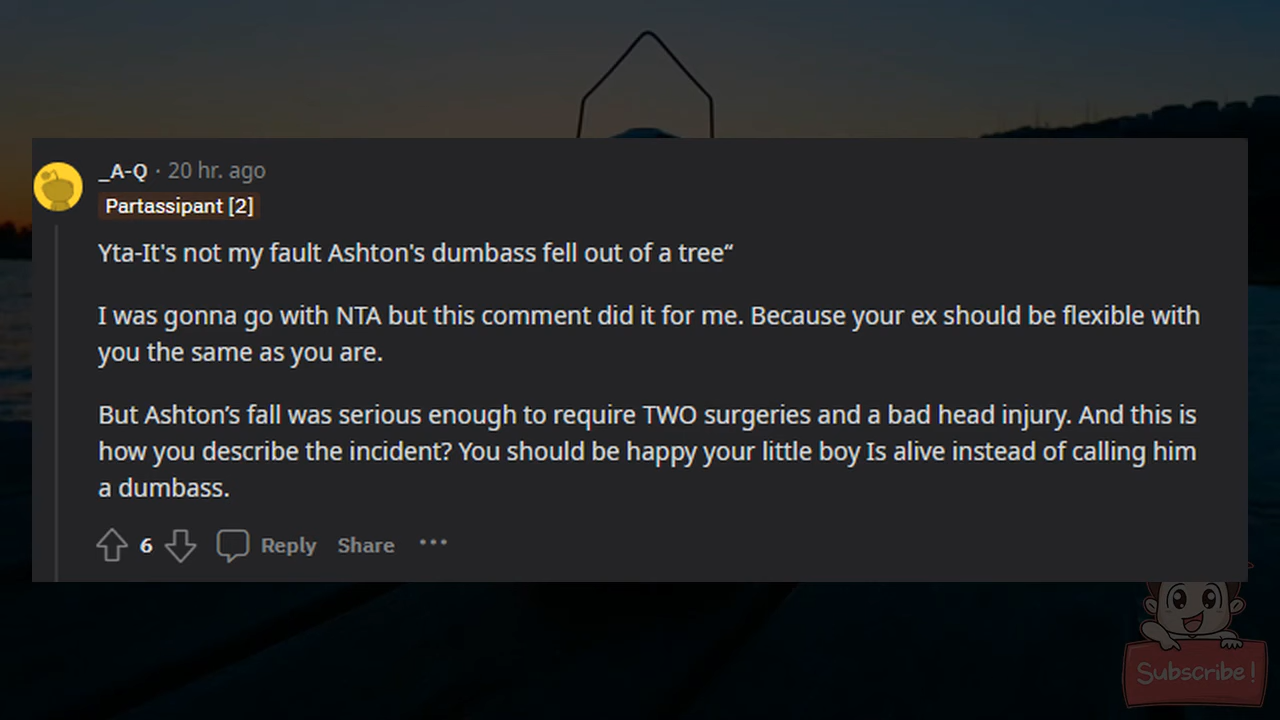 _A-Q · 20 hr. ago
Partassipant [2]
Yta-It's not my fault Ashton's dumbass fell out of a tree“
I was gonna go with NTA but this comment did it for me. Because your ex should be flexible with
you the same as you are.
But Ashton’s fall was serious enough to require TWO surgeries and a bad head injury. And this is
how you describe the incident? You should be happy your little boy Is alive instead of calling him
a dumbass.
6 Reply Share ···
Subscribe!